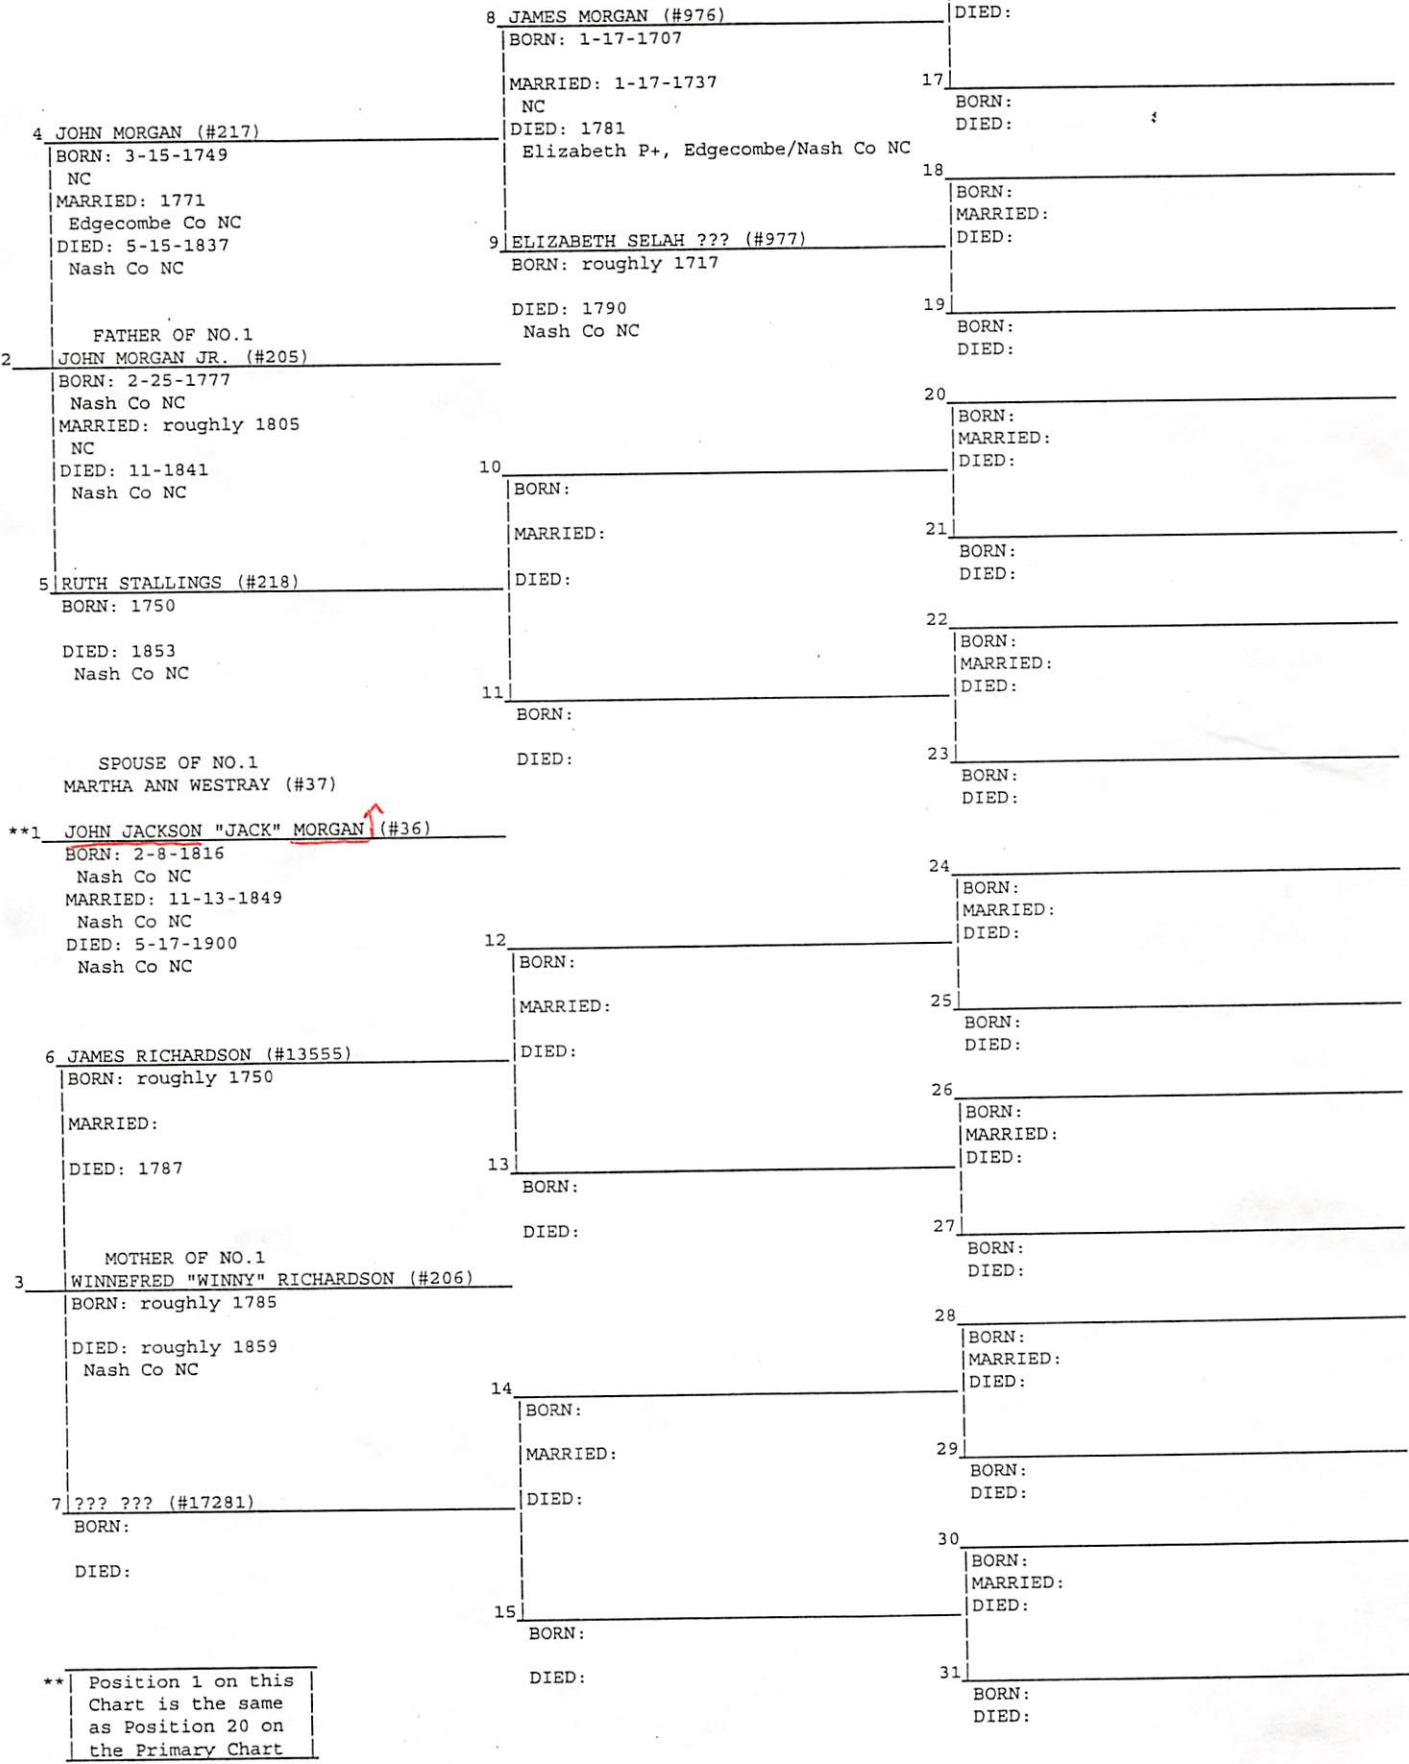 8 JAMES MORGAN (#976)
BORN: 1-17-1707
MARRIED: 1-17-1737
NC
DIED: 1781
Elizabeth P+, Edgecombe/Nash Co NC
DIED:
17
BORN:
DIED:
4 JOHN MORGAN (#217)
BORN: 3-15-1749
NC
MARRIED: 1771
Edgecombe Co NC
DIED: 5-15-1837
Nash Co NC
18
BORN:
MARRIED:
DIED:
9 ELIZABETH SELAH ??? (#977)
BORN: roughly 1717
DIED: 1790
Nash Co NC
19
BORN:
DIED:
FATHER OF NO.1
2 JOHN MORGAN JR. (#205)
BORN: 2-25-1777
Nash Co NC
MARRIED: roughly 1805
NC
DIED: 11-1841
Nash Co NC
20
BORN:
MARRIED:
DIED:
10
BORN:
MARRIED:
DIED:
21
BORN:
DIED:
5 RUTH STALLINGS (#218)
BORN: 1750
DIED: 1853
Nash Co NC
22
BORN:
MARRIED:
DIED:
11
BORN:
DIED:
23
BORN:
DIED:
SPOUSE OF NO.1
MARTHA ANN WESTRAY (#37)
**1 JOHN JACKSON "JACK" MORGAN (#36)
BORN: 2-8-1816
Nash Co NC
MARRIED: 11-13-1849
Nash Co NC
DIED: 5-17-1900
Nash Co NC
24
BORN:
MARRIED:
DIED:
12
BORN:
MARRIED:
DIED:
25
BORN:
DIED:
6 JAMES RICHARDSON (#13555)
BORN: roughly 1750
MARRIED:
DIED: 1787
26
BORN:
MARRIED:
DIED:
13
BORN:
DIED:
27
BORN:
DIED:
MOTHER OF NO.1
3 WINNEFRED "WINNY" RICHARDSON (#206)
BORN: roughly 1785
DIED: roughly 1859
Nash Co NC
28
BORN:
MARRIED:
DIED:
14
BORN:
MARRIED:
DIED:
29
BORN:
DIED:
7 ??? ??? (#17281)
BORN:
DIED:
30
BORN:
MARRIED:
DIED:
15
BORN:
DIED:
31
BORN:
DIED:
** Position 1 on this
Chart is the same
as Position 20 on
the Primary Chart